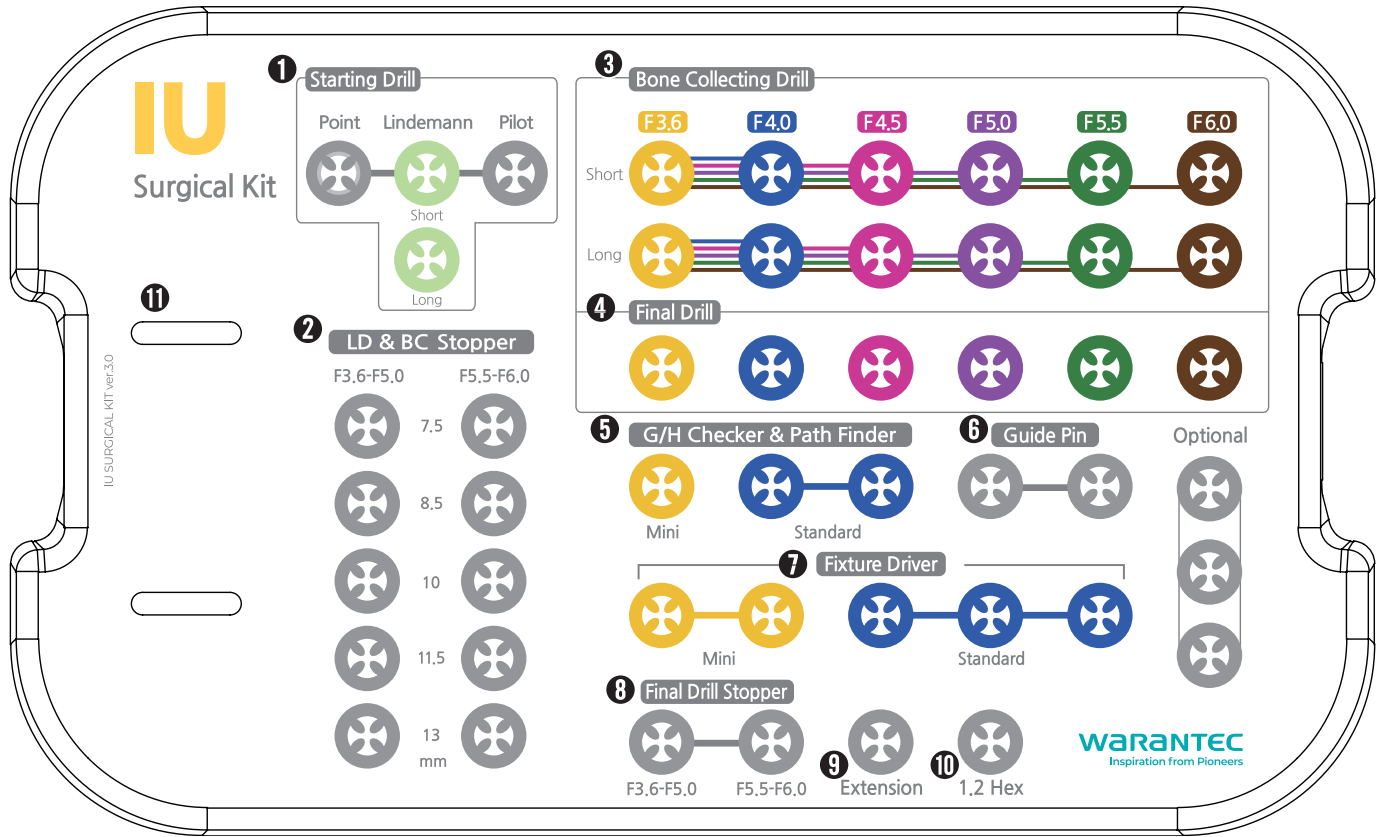 IU
Surgical Kit
IU SURGICAL KIT ver.3.0
11
1 Starting Drill
Point Lindemann Pilot
Short
Long
2 LD & BC Stopper
F3.6-F5.0 F5.5-F6.0
7.5
8.5
10
11.5
13
mm
3 Bone Collecting Drill
F3.6 F4.0 F4.5 F5.0 F5.5 F6.0
Short
Long
4 Final Drill
5 G/H Checker & Path Finder
Mini Standard
6 Guide Pin
Optional
7 Fixture Driver
Mini Standard
8 Final Drill Stopper
F3.6-F5.0 F5.5-F6.0
9 Extension
10 1.2 Hex
WARANTEC
Inspiration from Pioneers